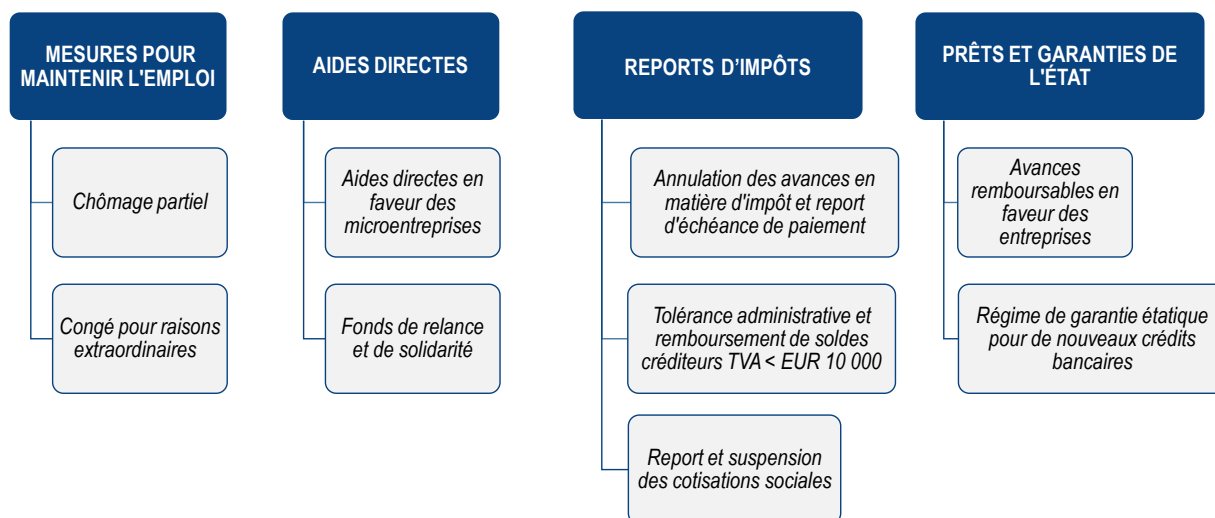 MESURES POUR
MAINTENIR L'EMPLOI
Chômage partiel
Congé pour raisons
extraordinaires
AIDES DIRECTES
Aides directes en
faveur des
microentreprises
Fonds de relance
et de solidarité
REPORTS D’IMPÔTS
Annulation des avances en
matière d'impôt et report
d'échéance de paiement
Tolérance administrative et
remboursement de soldes
créditeurs TVA < EUR 10 000
Report et suspension
des cotisations sociales
PRÊTS ET GARANTIES DE
L'ÉTAT
Avances
remboursables en
faveur des
entreprises
Régime de garantie étatique
pour de nouveaux crédits
bancaires